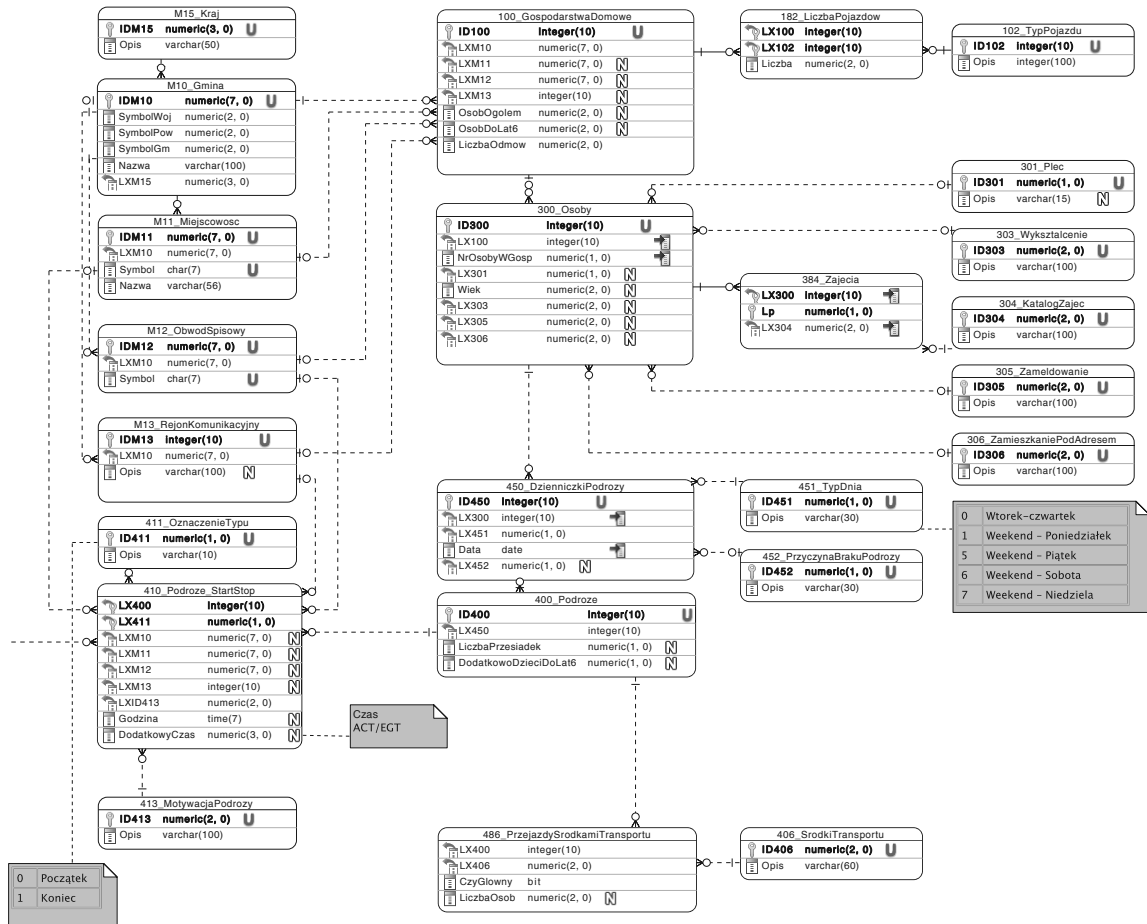 M15_Kraj
IDM15 numeric(3, 0) U
Opis varchar(50)
M10_Gmina
IDM10 numeric(7, 0) U
SymbolWoj numeric(2, 0)
SymbolPow numeric(2, 0)
SymbolGm numeric(2, 0)
Nazwa varchar(100)
LXM15 numeric(3, 0)
M11_Miejscowosc
IDM11 numeric(7, 0) U
LXM10 numeric(7, 0)
Symbol char(7) U
Nazwa varchar(56)
M12_ObwodSpisowy
IDM12 numeric(7, 0) U
LXM10 numeric(7, 0)
Symbol char(7) U
M13_RejonKomunikacyjny
IDM13 integer(10) U
LXM10 numeric(7, 0)
Opis varchar(100) N
411_OznaczenieTypu
ID411 numeric(1, 0) U
Opis varchar(10)
410_Podroze_StartStop
LX400 integer(10)
LX411 numeric(1, 0)
LXM10 numeric(7, 0) N
LXM11 numeric(7, 0) N
LXM12 numeric(7, 0) N
LXM13 integer(10) N
LXID413 numeric(2, 0)
Godzina time(7) N
DodatkowyCzas numeric(3, 0) N
413_MotywacjaPodrozy
ID413 numeric(2, 0) U
Opis varchar(100)
0 Początek
1 Koniec
Czas
ACT/EGT
100_GospodarstwaDomowe
ID100 integer(10) U
LXM10 numeric(7, 0)
LXM11 numeric(7, 0) N
LXM12 numeric(7, 0) N
LXM13 integer(10) N
OsobOgolem numeric(2, 0) N
OsobDoLat6 numeric(2, 0) N
LiczbaOdmow numeric(2, 0)
300_Osoby
ID300 integer(10) U
LX100 integer(10)
NrOsobyWGosp numeric(1, 0)
LX301 numeric(1, 0) N
Wiek numeric(2, 0) N
LX303 numeric(2, 0) N
LX305 numeric(2, 0) N
LX306 numeric(2, 0) N
450_DzienniczkiPodrozy
ID450 integer(10) U
LX300 integer(10)
LX451 numeric(1, 0)
Data date
LX452 numeric(1, 0) N
400_Podroze
ID400 integer(10) U
LX450 integer(10)
LiczbaPrzesiadek numeric(1, 0) N
DodatkowoDzieciDoLat6 numeric(1, 0) N
486_PrzejazdySrodkamiTransportu
LX400 integer(10)
LX406 numeric(2, 0)
CzyGlowny bit
LiczbaOsob numeric(2, 0) N
182_LiczbaPojazdow
LX100 integer(10)
LX102 integer(10)
Liczba numeric(2, 0)
384_Zajecia
LX300 integer(10)
Lp numeric(1, 0)
LX304 numeric(2, 0)
451_TypDnia
ID451 numeric(1, 0) U
Opis varchar(30)
452_PrzyczynaBrakuPodrozy
ID452 numeric(1, 0) U
Opis varchar(30)
406_SrodkiTransportu
ID406 numeric(2, 0) U
Opis varchar(60)
102_TypPojazdu
ID102 integer(10) U
Opis integer(100)
301_Plec
ID301 numeric(1, 0) U
Opis varchar(15) N
303_Wyksztalcenie
ID303 numeric(2, 0) U
Opis varchar(100)
304_KatalogZajec
ID304 numeric(2, 0) U
Opis varchar(100)
305_Zameldowanie
ID305 numeric(2, 0) U
Opis varchar(100)
306_ZamieszkaniePodAdresem
ID306 numeric(2, 0) U
Opis varchar(100)
0 Wtorek-czwartek
1 Weekend - Poniedziałek
5 Weekend - Piątek
6 Weekend - Sobota
7 Weekend - Niedziela